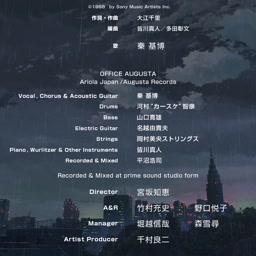 ©1988 by Sony Music Artists Inc.
作詞・作曲 大江千里
編曲 皆川真人／多田彰文
歌 秦 基博
OFFICE AUGUSTA
Ariola Japan /Augusta Records
Vocal, Chorus & Acoustic Guitar 秦 基博
Drums 河村"カースケ"智康
Bass 山口寛雄
Electric Guitar 名越由貴夫
Strings 岡村美央ストリングス
Piano, Wurlitzer & Other Instruments 皆川真人
Recorded & Mixed 平沼浩司
Recorded & Mixed at prime sound studio form
Director 宮坂知恵
A&R 竹村充史 野口悦子
Manager 堀越信哉 森雪尋
Artist Producer 千村良二